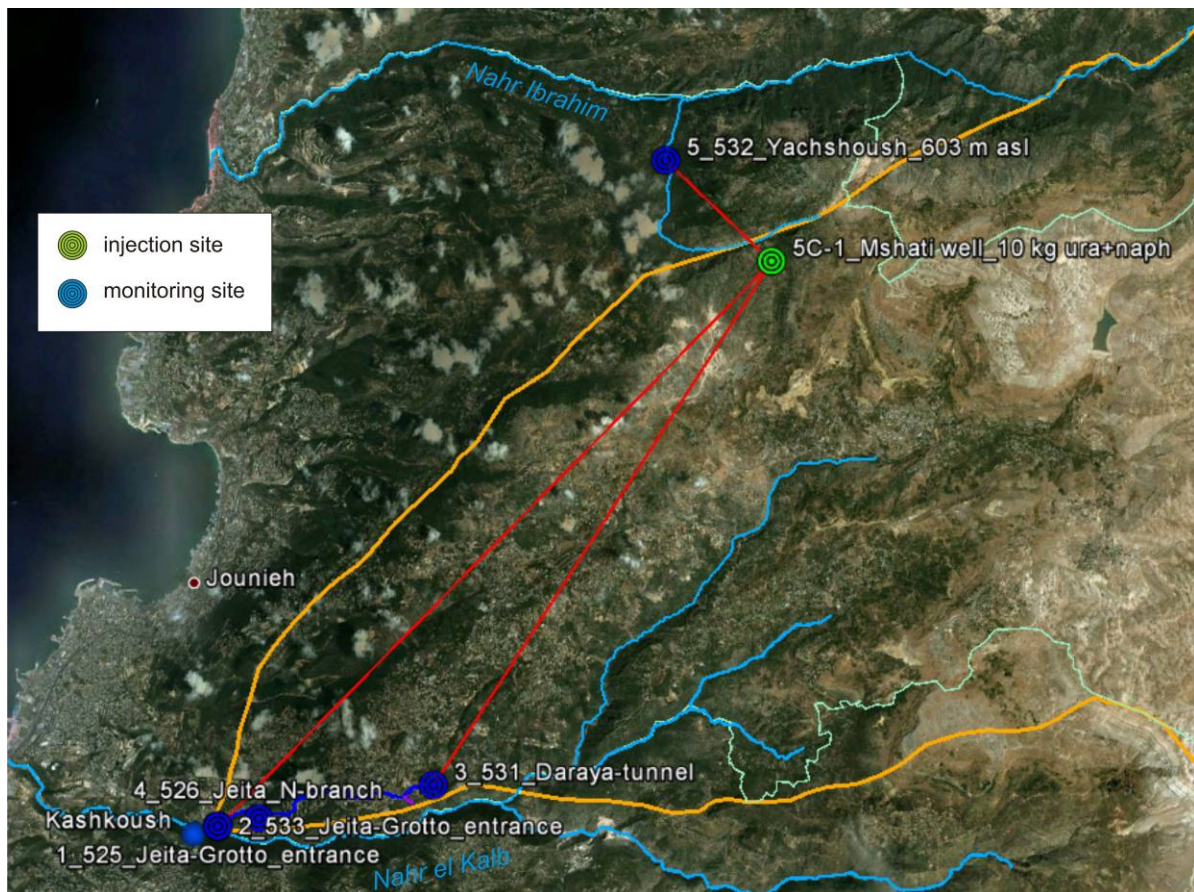 Nahr Ibrahim
5_532_Yachshoush_603 m asl
injection site
monitoring site
5C-1_Mshati well_10 kg ura+naph
Jounieh
3_531_Daraya-tunnel
4_526_Jeita_N-branch
Kashkoush
2_533_Jeita-Grotto_entrance
1_525_Jeita-Grotto_entrance
Nahr el Kalb